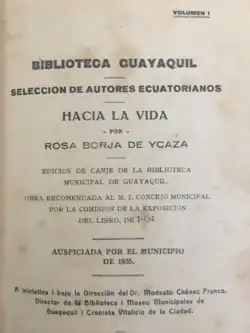 VOLUMEN I
BIBLIOTECA GUAYAQUIL
SELECCION DE AUTORES ECUATORIANOS
HACIA LA VIDA
- POR -
ROSA BORJA DE YCAZA
EDICION DE CANJE DE LA BIBLIOTECA
MUNICIPAL DE GUAYAQUIL.
OBRA RECOMENDADA AL M. I. CONCEJO MUNICIPAL
POR LA COMISION DE LA EXPOSICION
DEL LIBRO, DE 1934
AUSPICIADA POR EL MUNICIPIO
DE 1935.
A iniciativa i bajo la Dirección del Dr. Modesto Chávez Franco,
Director de la Biblioteca i Museo Municipales de
Guayaquil i Cronista Vitalicio de la Ciudad.